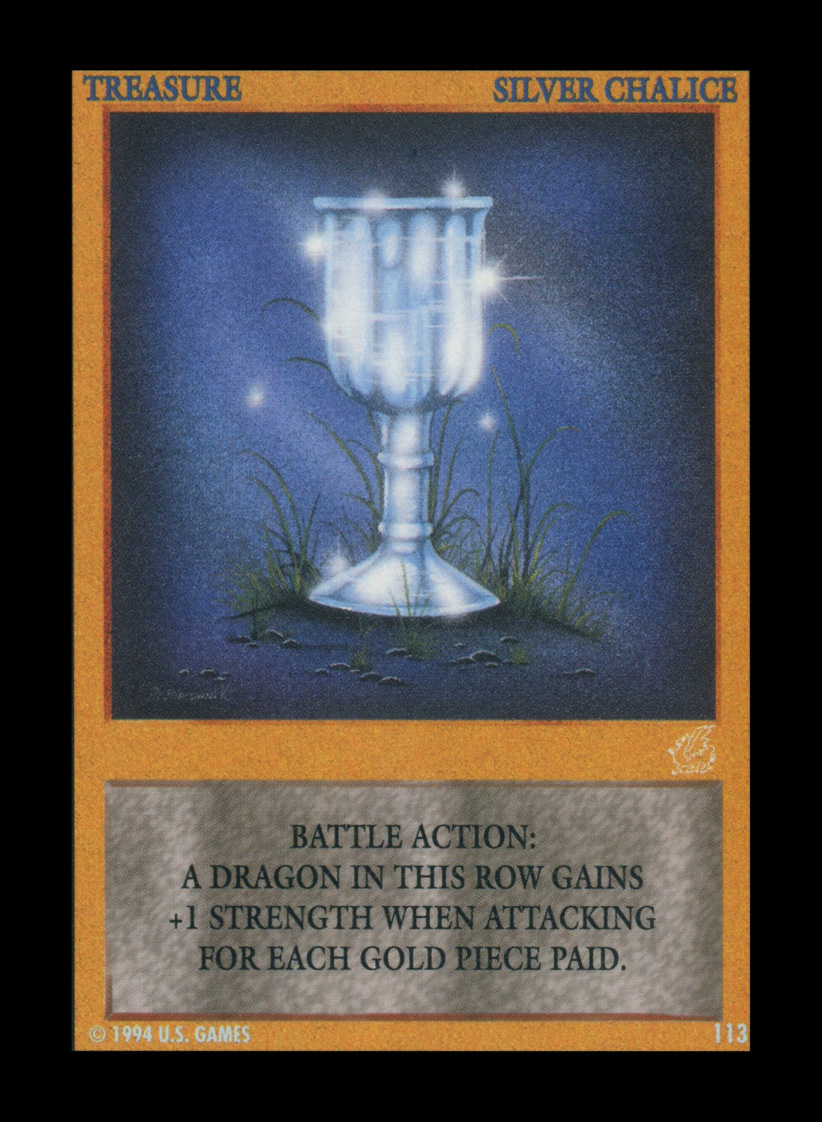 TREASURE
SILVER CHALICE
BATTLE ACTION:
A DRAGON IN THIS ROW GAINS
+1 STRENGTH WHEN ATTACKING
FOR EACH GOLD PIECE PAID.
© 1994 U.S. GAMES
113